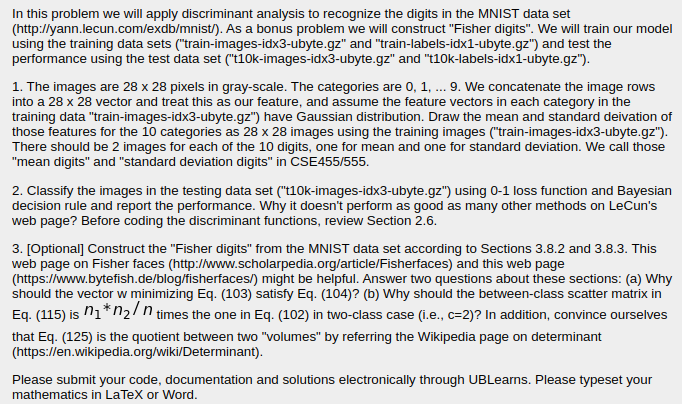 In this problem we will apply discriminant analysis to recognize the digits in the MNIST data set
(http://yann.lecun.com/exdb/mnist/). As a bonus problem we will construct "Fisher digits". We will train our model
using the training data sets ("train-images-idx3-ubyte.gz" and "train-labels-idx1-ubyte.gz") and test the
performance using the test data set ("t10k-images-idx3-ubyte.gz" and "t10k-labels-idx1-ubyte.gz").
1. The images are 28 x 28 pixels in gray-scale. The categories are 0, 1, ... 9. We concatenate the image rows
into a 28 x 28 vector and treat this as our feature, and assume the feature vectors in each category in the
training data "train-images-idx3-ubyte.gz") have Gaussian distribution. Draw the mean and standard deivation of
those features for the 10 categories as 28 x 28 images using the training images ("train-images-idx3-ubyte.gz").
There should be 2 images for each of the 10 digits, one for mean and one for standard deviation. We call those
"mean digits" and "standard deviation digits" in CSE455/555.
2. Classify the images in the testing data set ("t10k-images-idx3-ubyte.gz") using 0-1 loss function and Bayesian
decision rule and report the performance. Why it doesn't perform as good as many other methods on LeCun's
web page? Before coding the discriminant functions, review Section 2.6.
3. [Optional] Construct the "Fisher digits" from the MNIST data set according to Sections 3.8.2 and 3.8.3. This
web page on Fisher faces (http://www.scholarpedia.org/article/Fisherfaces) and this web page
(https://www.bytefish.de/blog/fisherfaces/) might be helpful. Answer two questions about these sections: (a) Why
should the vector w minimizing Eq. (103) satisfy Eq. (104)? (b) Why should the between-class scatter matrix in
Eq. (115) is n₁*n₂/n times the one in Eq. (102) in two-class case (i.e., c=2)? In addition, convince ourselves
that Eq. (125) is the quotient between two "volumes" by referring the Wikipedia page on determinant
(https://en.wikipedia.org/wiki/Determinant).
Please submit your code, documentation and solutions electronically through UBLearns. Please typeset your
mathematics in LaTeX or Word.